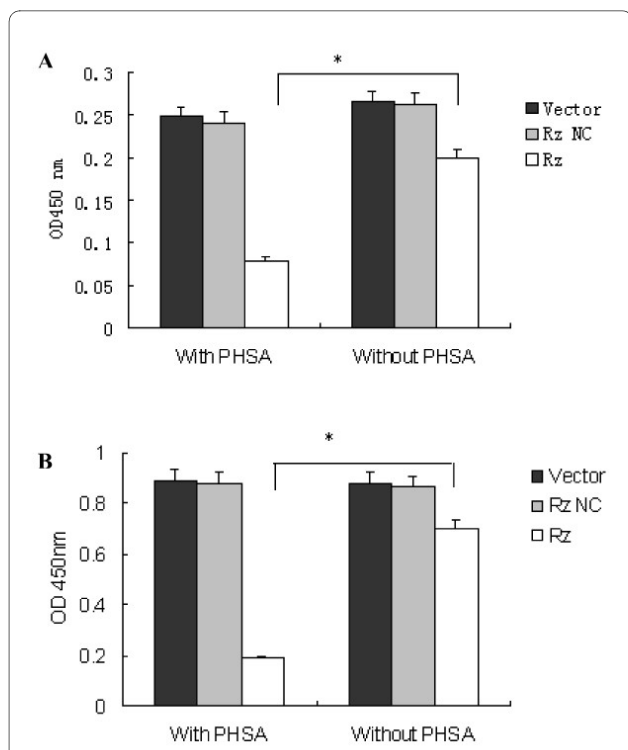 A
*
0.3
0.25
0.2
0.15
0.1
0.05
0
OD450 nm
With PHSA
Without PHSA
Vector
Rz NC
Rz
B
*
1
0.8
0.6
0.4
0.2
0
OD 450nm
With PHSA
Without PHSA
Vector
Rz NC
Rz